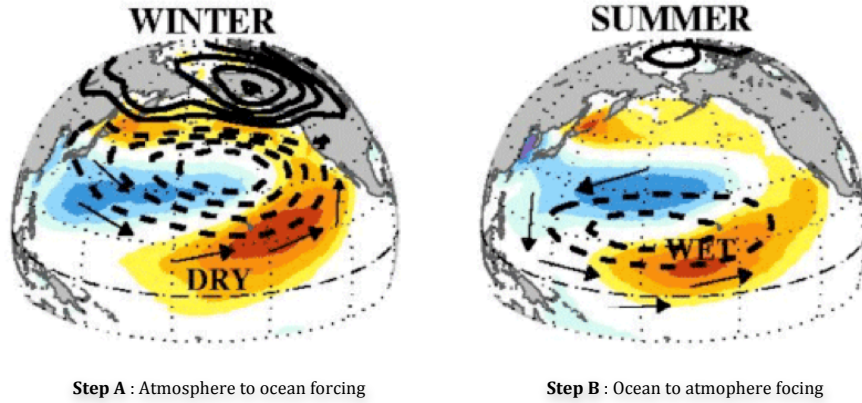 WINTER
SUMMER
DRY
WET
Step A : Atmosphere to ocean forcing
Step B : Ocean to atmophere focing